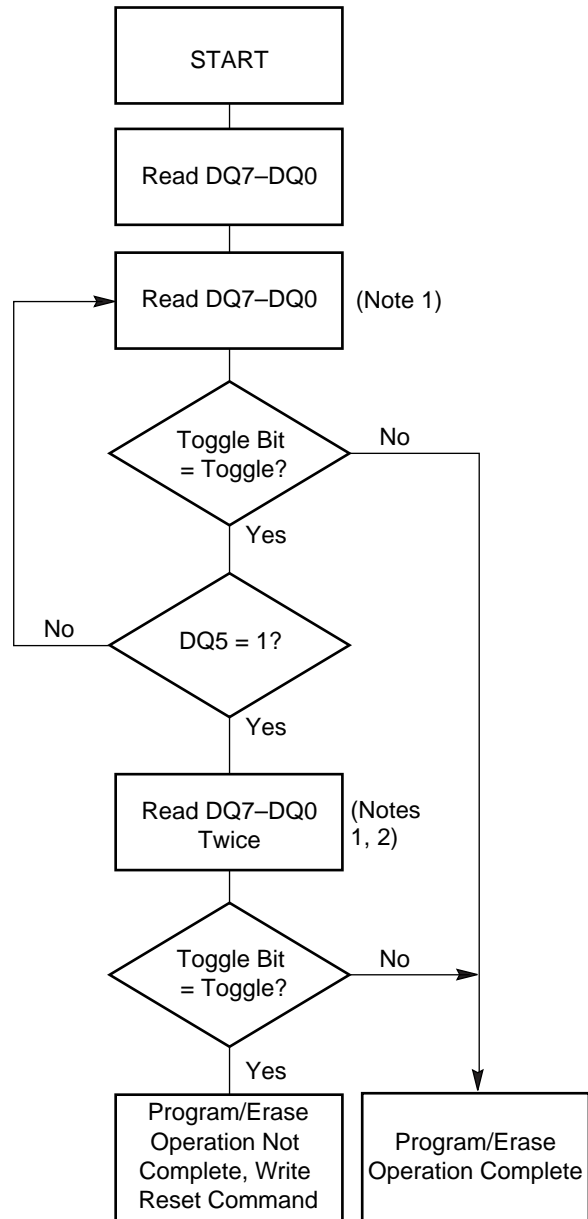 START
Read DQ7–DQ0
Read DQ7–DQ0
(Note 1)
Toggle Bit
= Toggle?
No
Yes
No
DQ5 = 1?
Yes
Read DQ7–DQ0
Twice
(Notes
1, 2)
Toggle Bit
= Toggle?
No
Yes
Program/Erase
Operation Not
Complete, Write
Reset Command
Program/Erase
Operation Complete